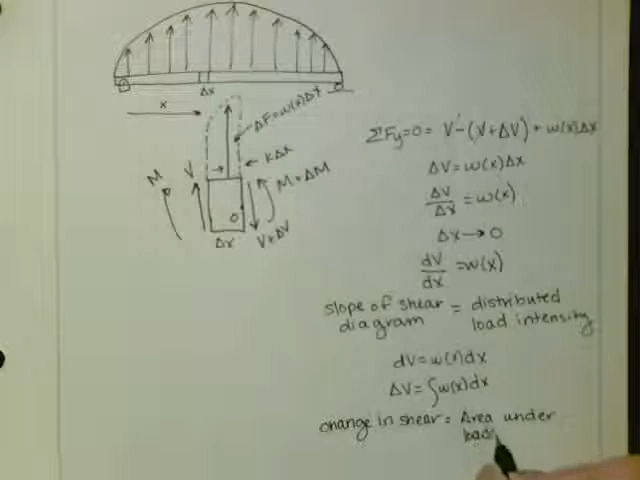 Δx
x
ΔF=w(x)Δx
kΔx
M+ΔM
M
V
O
Δx
V+ΔV
ΣFy=0= V-(V+ΔV)+w(x)Δx
ΔV=w(x)Δx
ΔV/Δx=w(x)
Δx→0
dV/dx=w(x)
slope of shear = distributed
diagram load intensity
dV=w(x)dx
ΔV=∫w(x)dx
change in shear = Area under
load